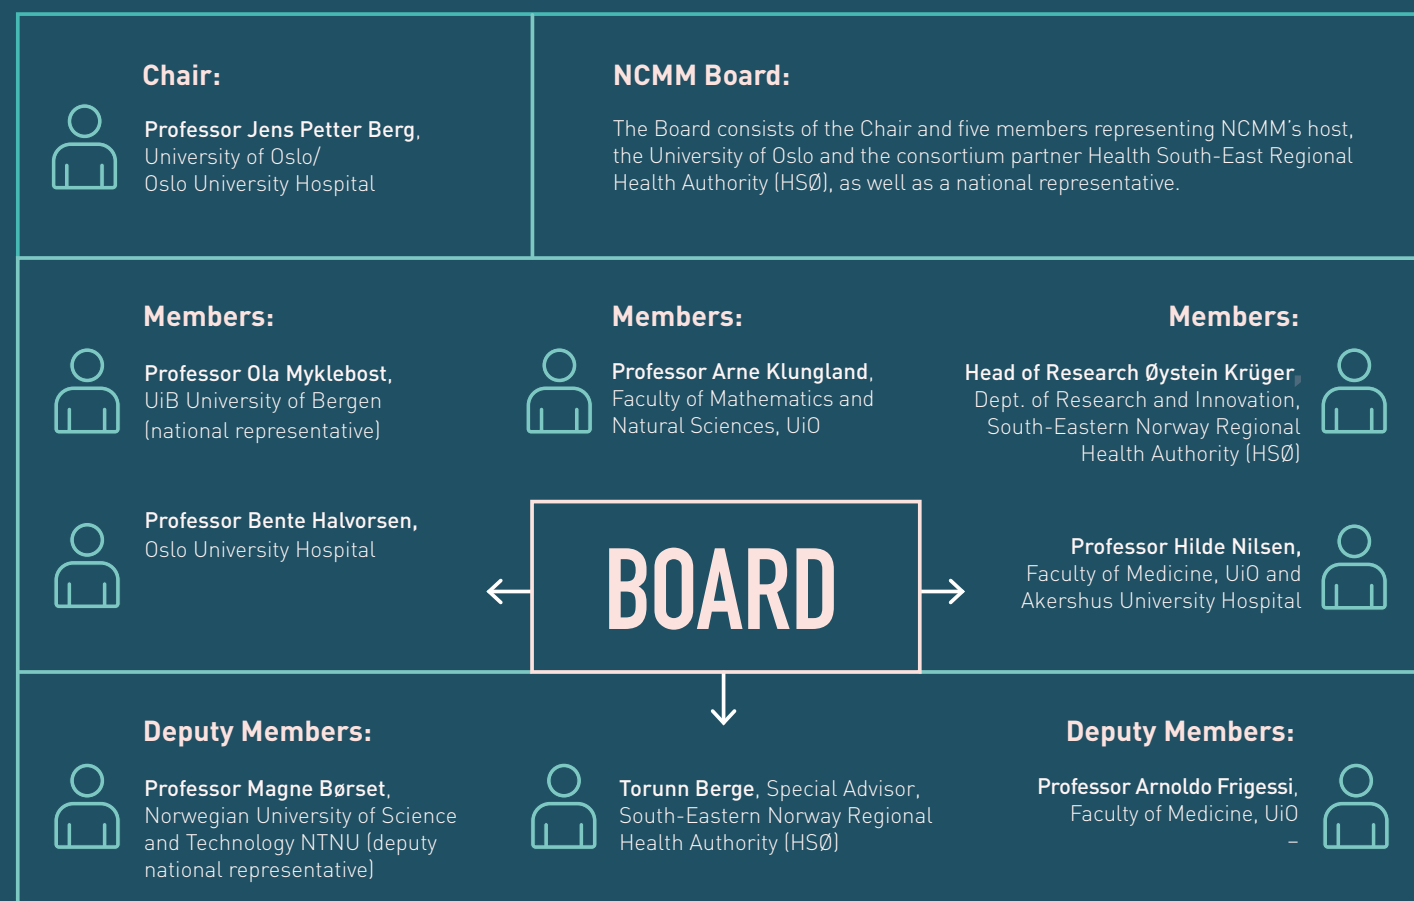 Chair:
Professor Jens Petter Berg,
University of Oslo/
Oslo University Hospital
NCMM Board:
The Board consists of the Chair and five members representing NCMM's host,
the University of Oslo and the consortium partner Health South-East Regional
Health Authority (HSØ), as well as a national representative.
Members:
Professor Ola Myklebost,
UiB University of Bergen
(national representative)
Professor Bente Halvorsen,
Oslo University Hospital
Members:
Professor Arne Klungland,
Faculty of Mathematics and
Natural Sciences, UiO
Members:
Head of Research Øystein Krüger,
Dept. of Research and Innovation,
South-Eastern Norway Regional
Health Authority (HSØ)
Professor Hilde Nilsen,
Faculty of Medicine, UiO and
Akershus University Hospital
BOARD
Deputy Members:
Professor Magne Børset,
Norwegian University of Science
and Technology NTNU (deputy
national representative)
Torunn Berge, Special Advisor,
South-Eastern Norway Regional
Health Authority (HSØ)
Deputy Members:
Professor Arnoldo Frigessi,
Faculty of Medicine, UiO
–